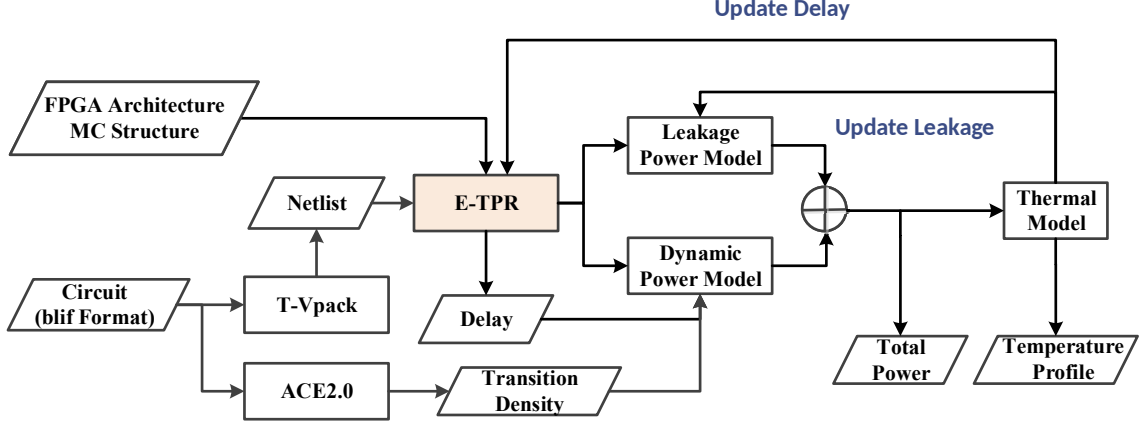 Update Delay
FPGA Architecture
MC Structure
Leakage
Power Model
Update Leakage
Netlist
E-TPR
Thermal
Model
Dynamic
Power Model
Circuit
(blif Format)
T-Vpack
Delay
Total
Power
Temperature
Profile
ACE2.0
Transition
Density